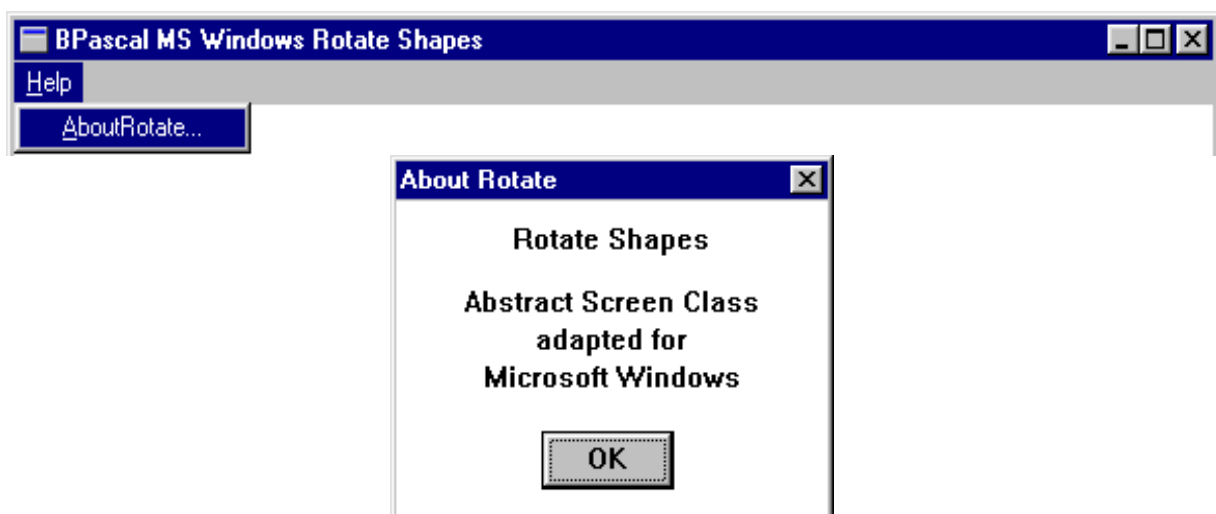 BPascal MS Windows Rotate Shapes
Help
AboutRotate...
About Rotate
Rotate Shapes
Abstract Screen Class
adapted for
Microsoft Windows
OK